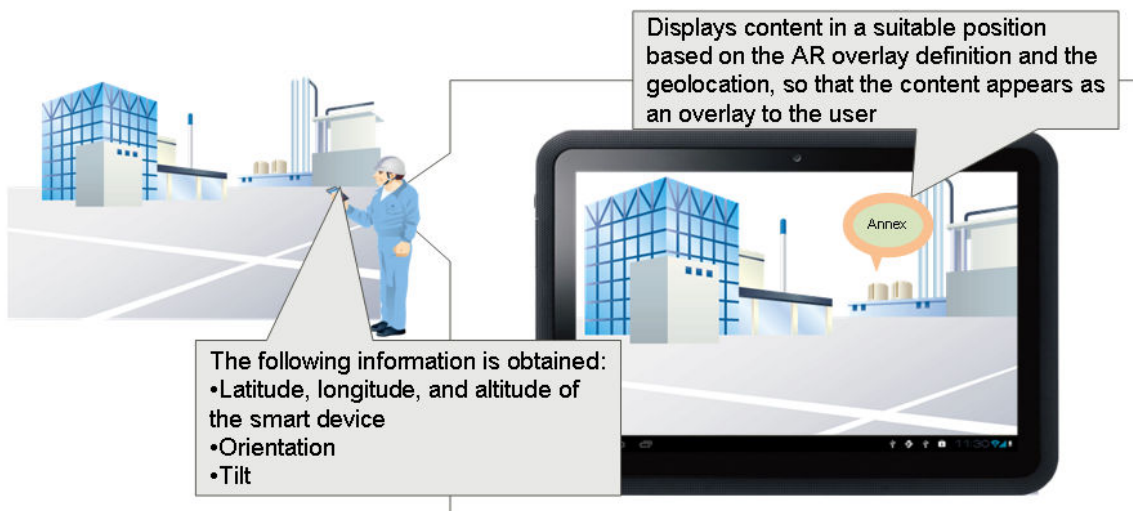 Displays content in a suitable position
based on the AR overlay definition and the
geolocation, so that the content appears as
an overlay to the user
Annex
The following information is obtained:
•Latitude, longitude, and altitude of
the smart device
•Orientation
•Tilt
11:30